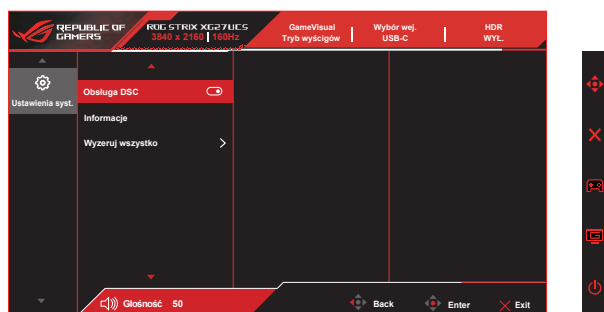 REPUBLIC OF
GAMERS
ROG STRIX XG27UCS
3840 x 2160 160Hz
GameVisual
Tryb wyścigów
Wybór wej.
USB-C
HDR
WYŁ.
Ustawienia syst.
Obsługa DSC
Informacje
Wyzeruj wszystko
Głośność 50
Back
Enter
Exit